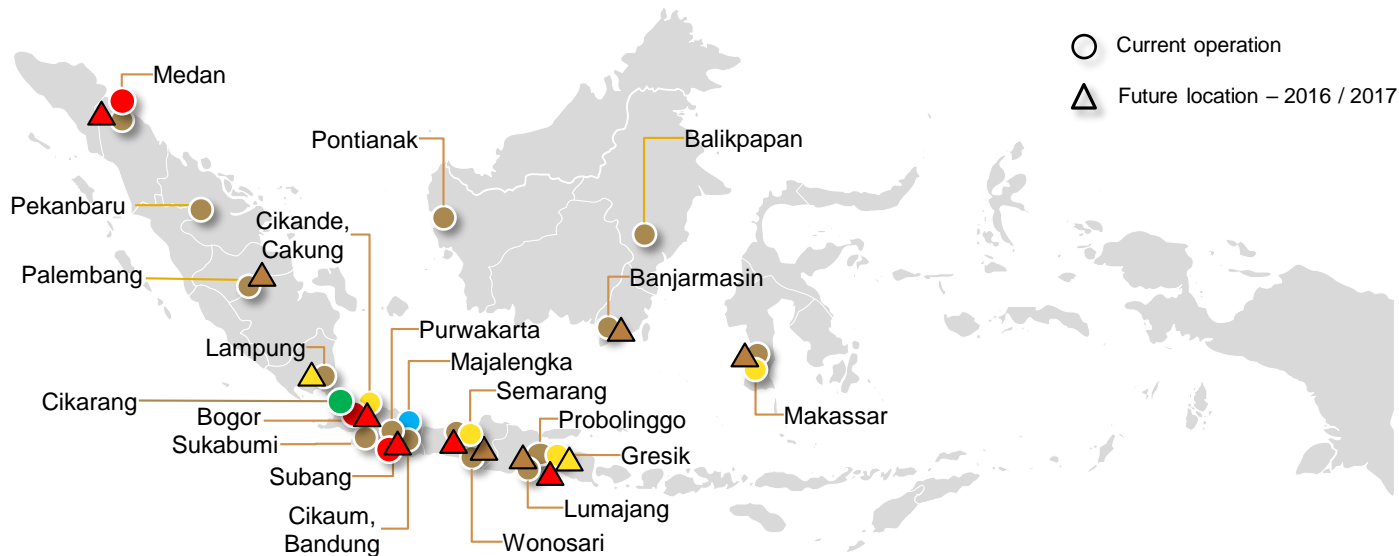 Current operation
Future location – 2016 / 2017
Medan
Pontianak
Balikpapan
Pekanbaru
Cikande,
Cakung
Palembang
Banjarmasin
Purwakarta
Lampung
Majalengka
Semarang
Cikarang
Bogor
Probolinggo
Makassar
Sukabumi
Gresik
Subang
Lumajang
Cikaum,
Bandung
Wonosari